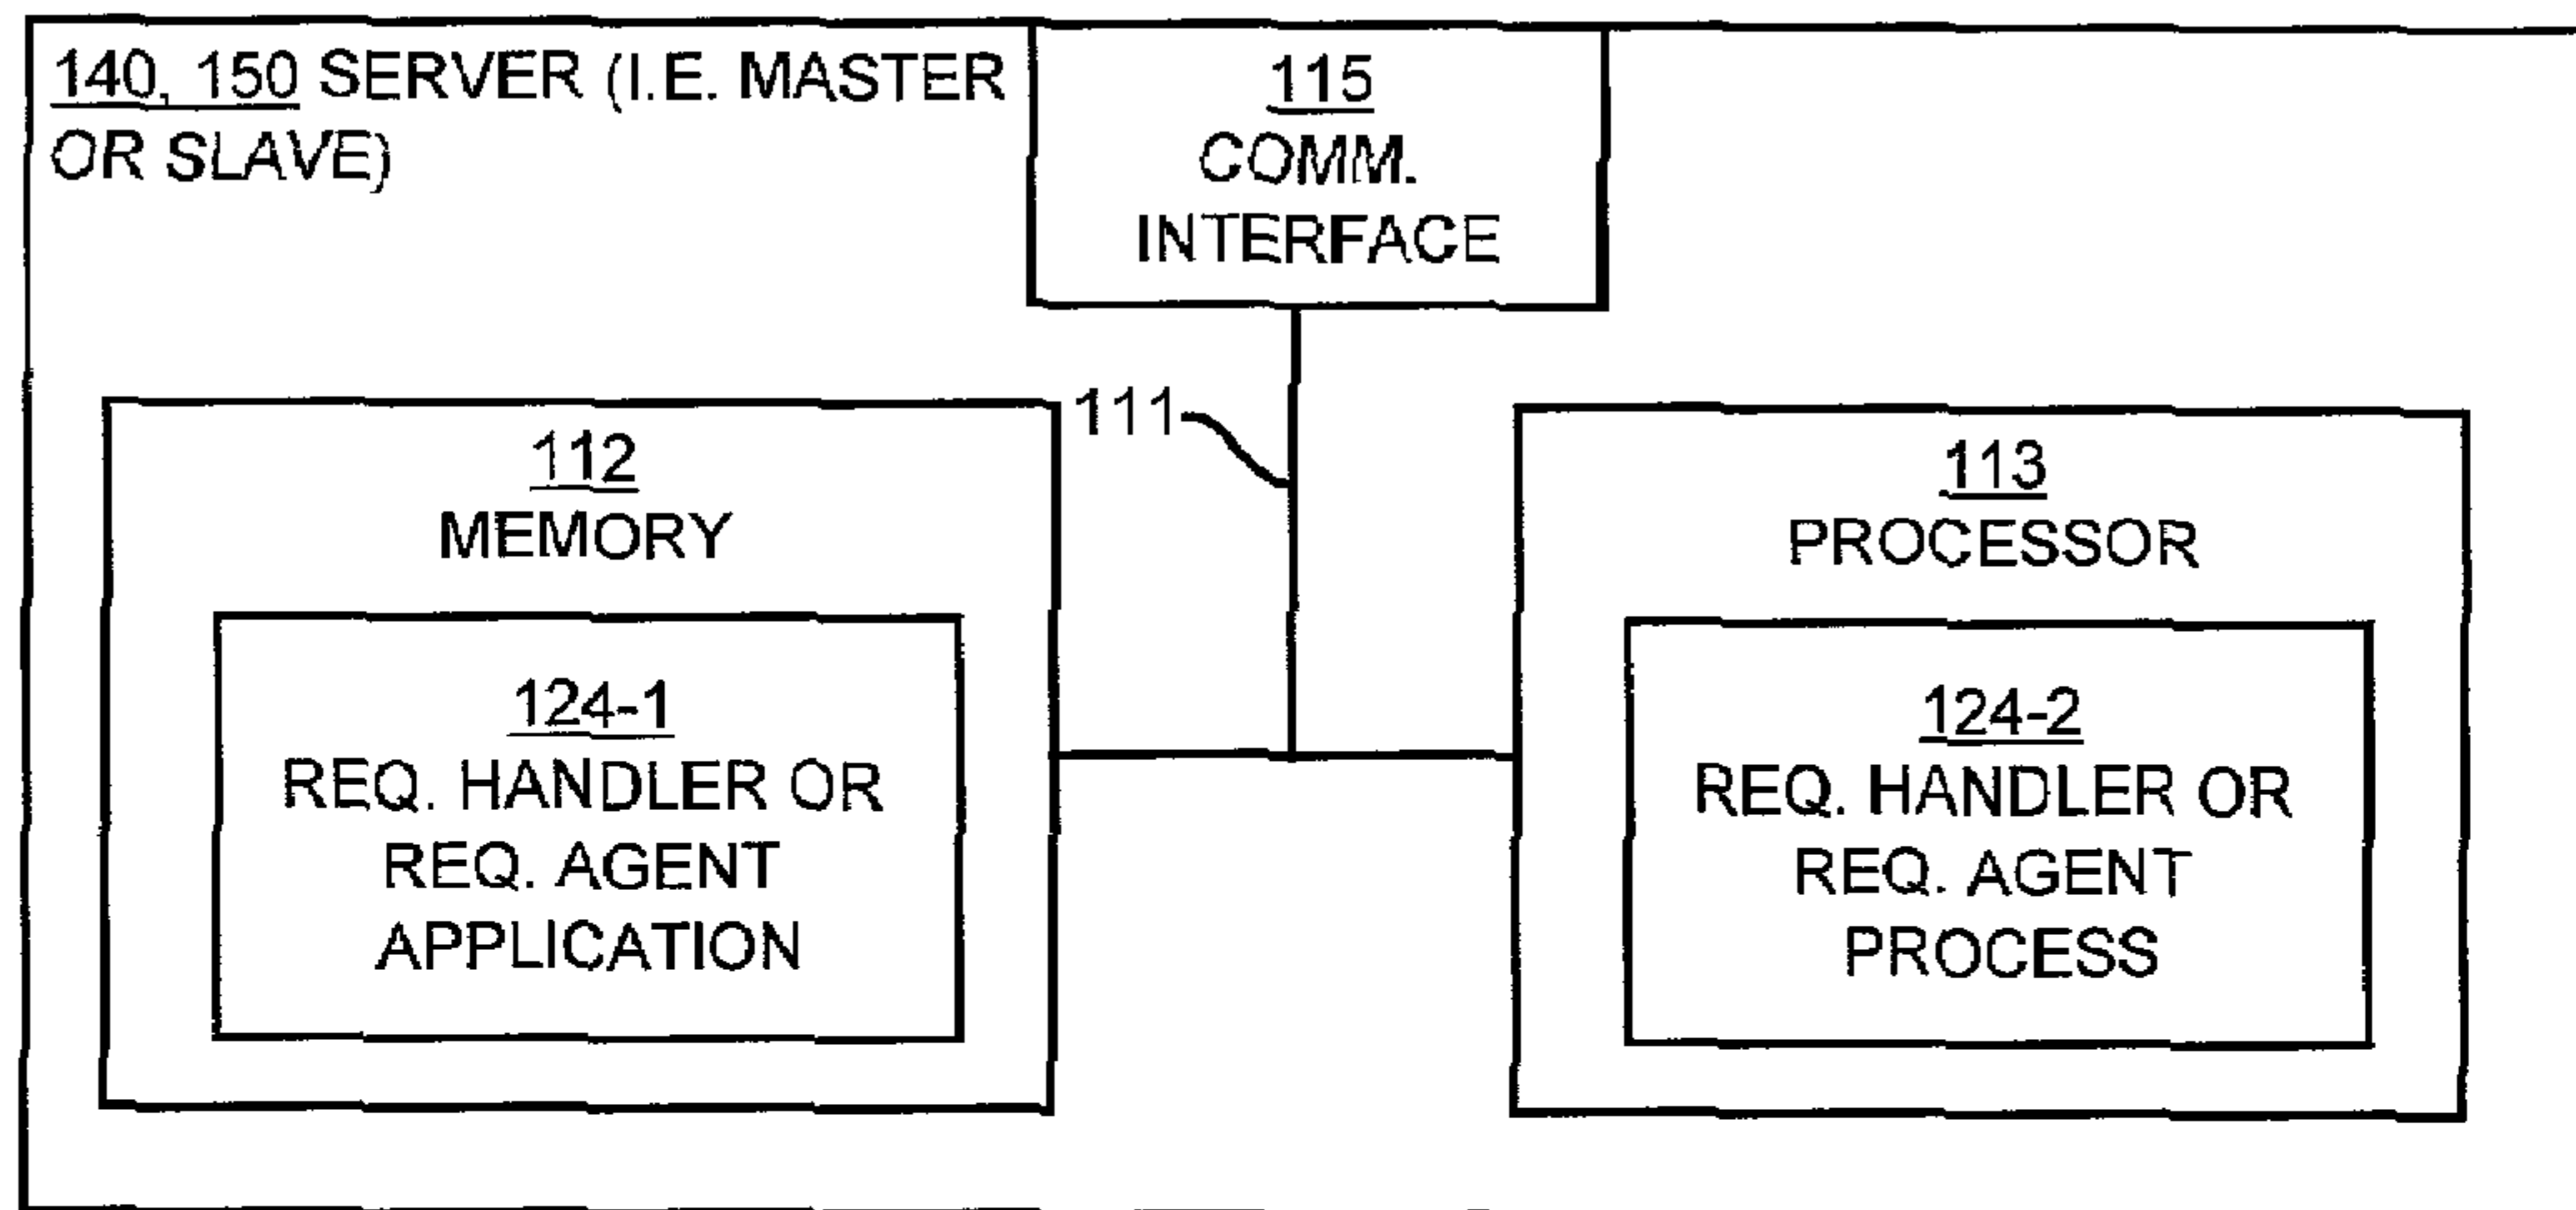 140, 150 SERVER (I.E. MASTER
OR SLAVE)
115
COMM.
INTERFACE
111
112
MEMORY
124-1
REQ. HANDLER OR
REQ. AGENT
APPLICATION
113
PROCESSOR
124-2
REQ. HANDLER OR
REQ. AGENT
PROCESS